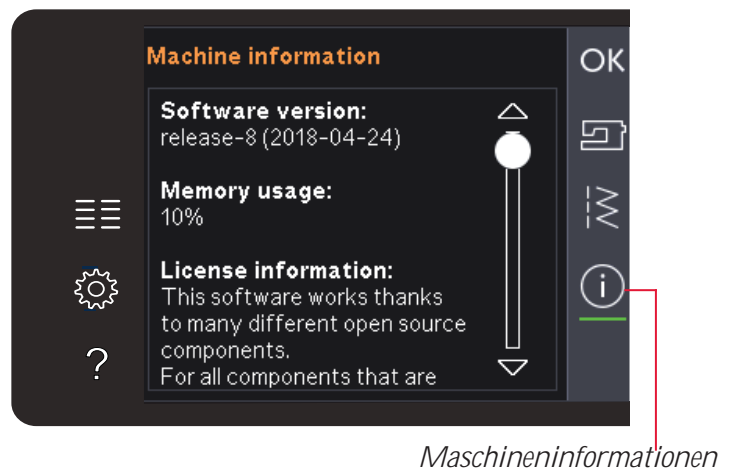 Machine information
OK
Software version:
release-8 (2018-04-24)
Memory usage:
10%
License information:
This software works thanks
to many different open source
components.
For all components that are
?
i
Maschineninformationen